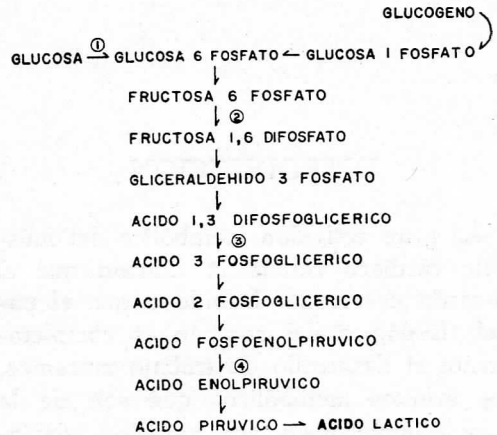 GLUCOGENO
GLUCOSA ① → GLUCOSA 6 FOSFATO ← GLUCOSA 1 FOSFATO
FRUCTOSA 6 FOSFATO
②
FRUCTOSA 1,6 DIFOSFATO
GLICERALDEHIDO 3 FOSFATO
ACIDO 1,3 DIFOSFOGLICERICO
③
ACIDO 3 FOSFOGLICERICO
ACIDO 2 FOSFOGLICERICO
ACIDO FOSFOENOLPIRUVICO
④
ACIDO ENOLPIRUVICO
ACIDO PIRUVICO → ACIDO LACTICO